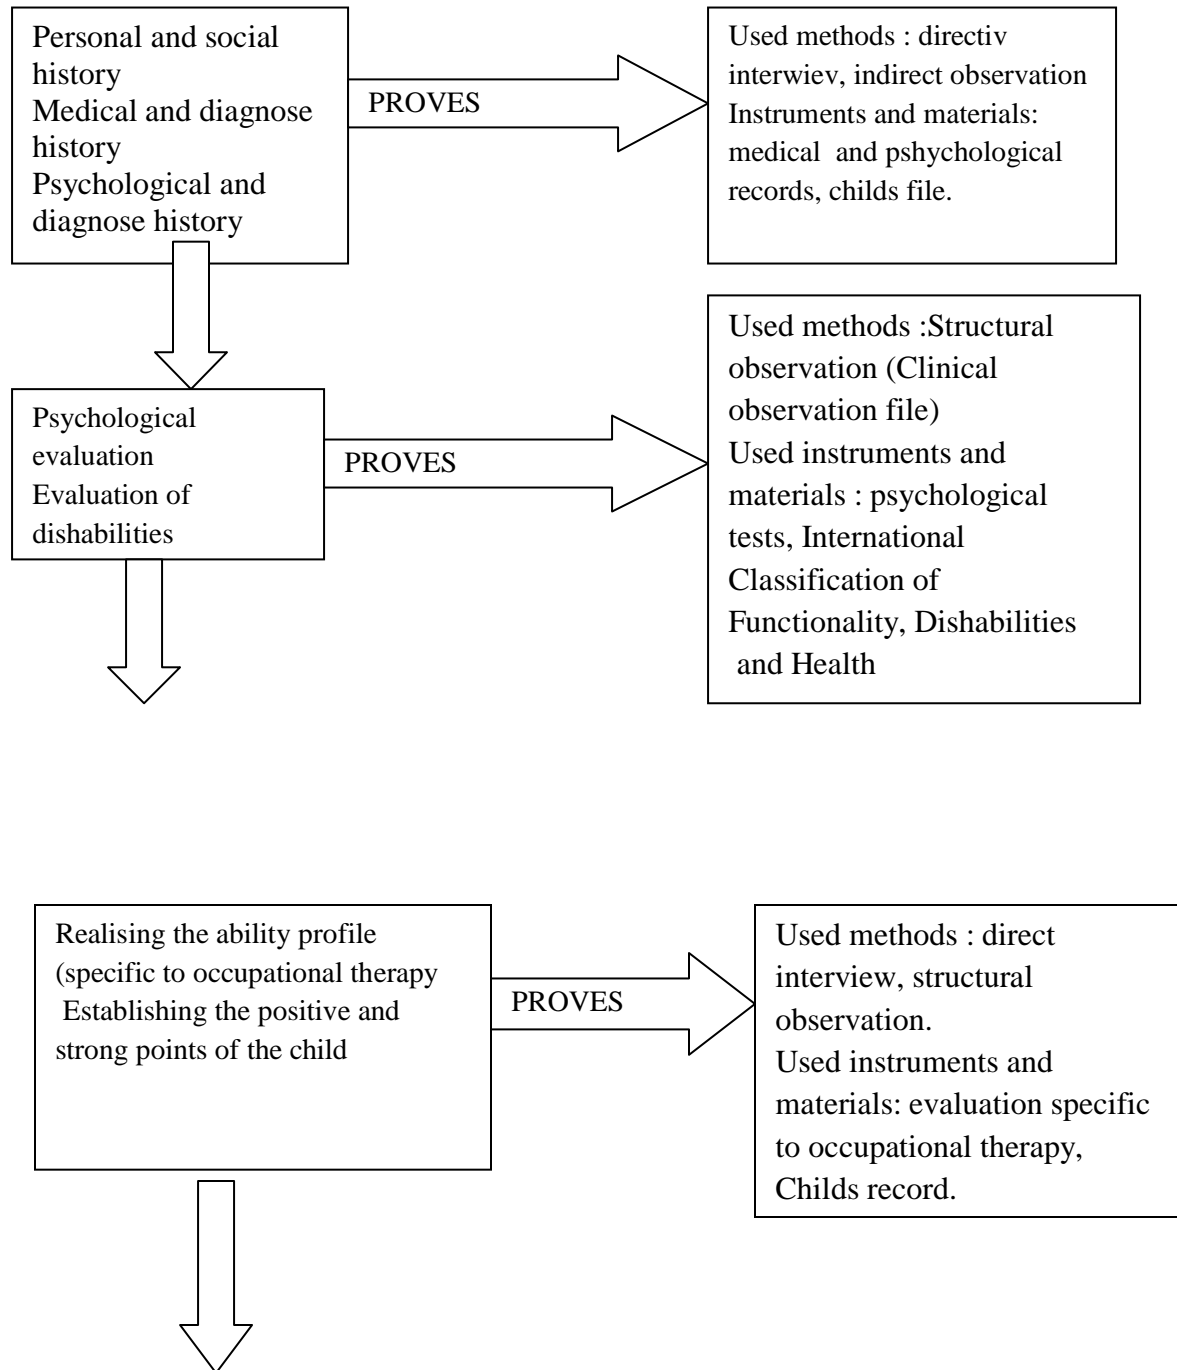 Personal and social
history
Medical and diagnose
history
Psychological and
diagnose history
PROVES
Used methods : directiv
interwiev, indirect observation
Instruments and materials:
medical  and pshychological
records, childs file.
Psychological
evaluation
Evaluation of
dishabilities
PROVES
Used methods :Structural
observation (Clinical
observation file)
Used instruments and
materials : psychological
tests, International
Classification of
Functionality, Dishabilities
and Health
Realising the ability profile
(specific to occupational therapy
Establishing the positive and
strong points of the child
PROVES
Used methods : direct
interview, structural
observation.
Used instruments and
materials: evaluation specific
to occupational therapy,
Childs record.